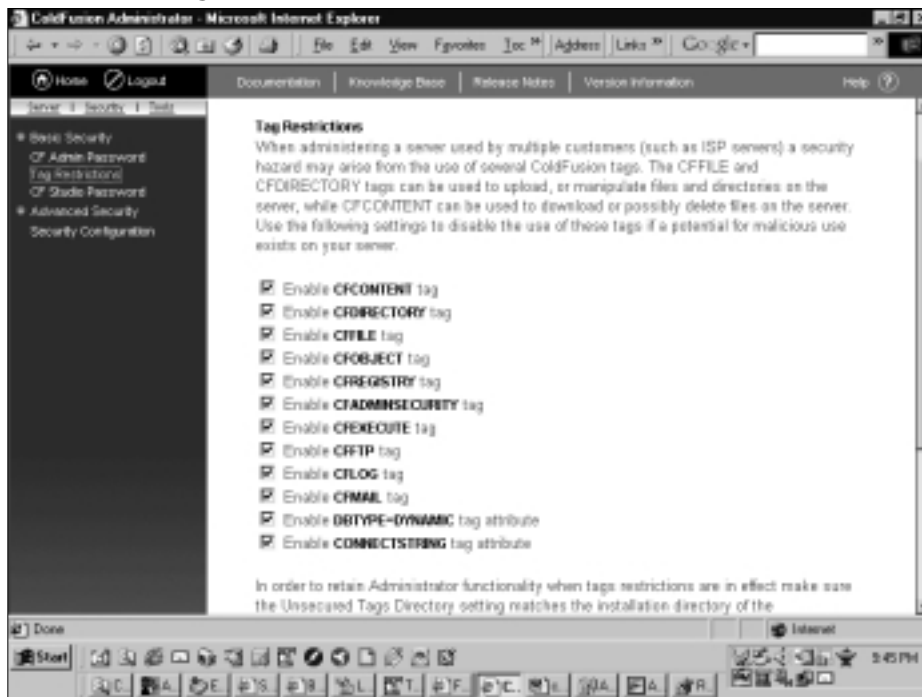 ColdFusion Administrator - Microsoft Internet Explorer
File Edit View Favorites Address Links Google
Home Logout Documentation Knowledge Base Release Notes Version Information Help
Server | Security | Tools
Basic Security
CF Admin Password
Tag Restrictions
CF Studio Password
Advanced Security
Security Configuration
Tag Restrictions
When administering a server used by multiple customers (such as ISP servers) a security
hazard may arise from the use of several ColdFusion tags. The CFFILE and
CFDIRECTORY tags can be used to upload, or manipulate files and directories on the
server, while CFCONTENT can be used to download or possibly delete files on the server.
Use the following settings to disable the use of these tags if a potential for malicious use
exists on your server.
Enable CFCONTENT tag
Enable CFDIRECTORY tag
Enable CFFILE tag
Enable CFOBJECT tag
Enable CFREGISTRY tag
Enable CFADMINSECURITY tag
Enable CFEXECUTE tag
Enable CFFTP tag
Enable CFLOG tag
Enable CFMAIL tag
Enable DBTYPE=DYNAMIC tag attribute
Enable CONNECTSTRING tag attribute
In order to retain Administrator functionality when tags restrictions are in effect make sure
the Unsecured Tags Directory setting matches the installation directory of the
Done Internet
Start 9:45 PM